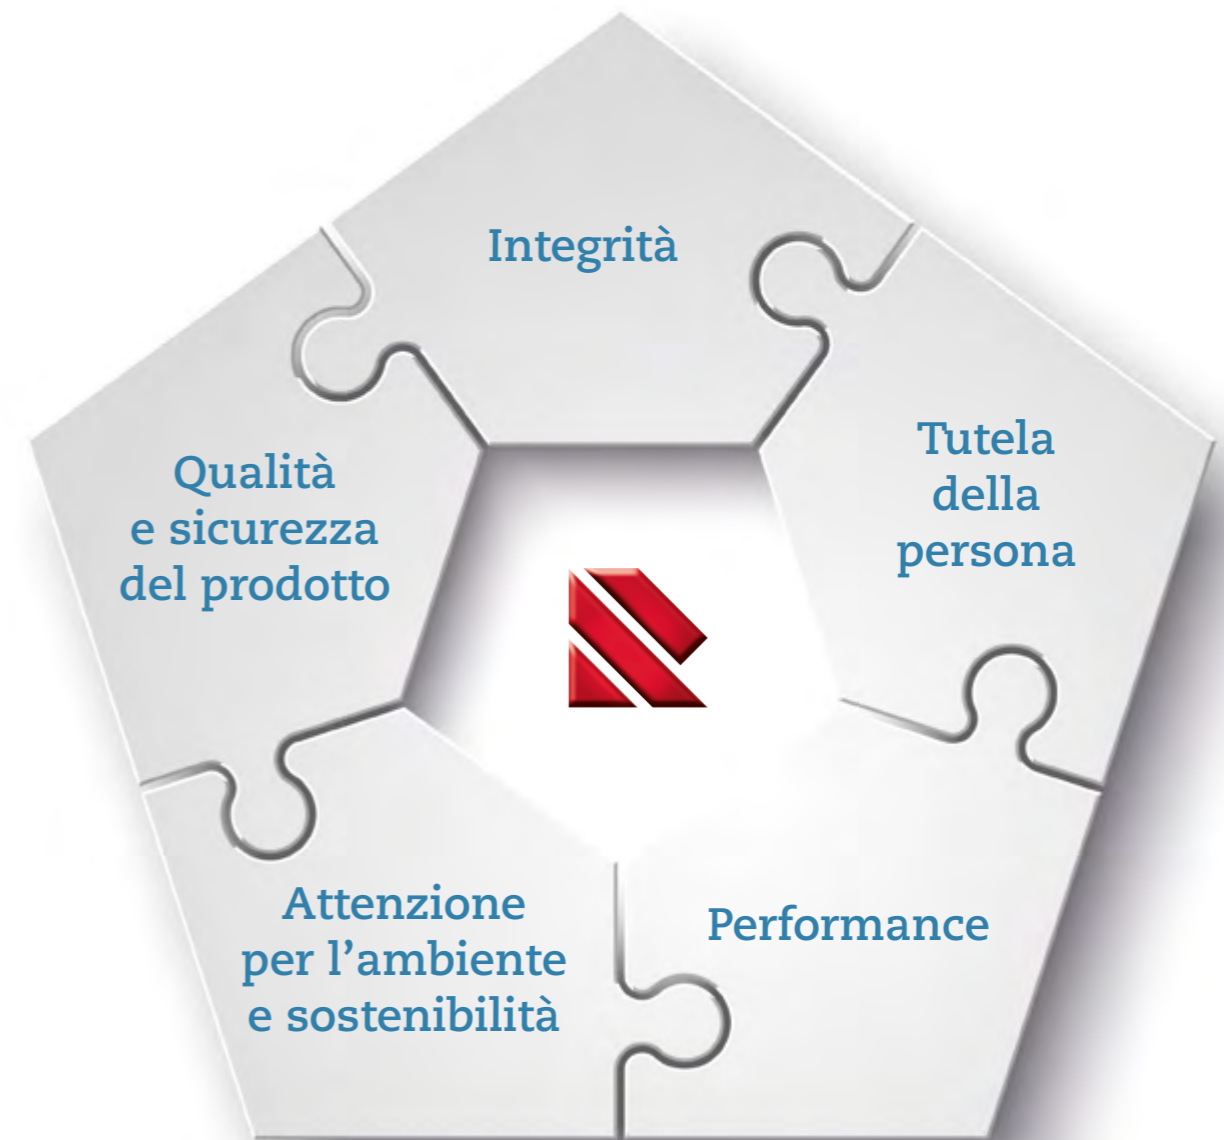 Integrità
Tutela
della
persona
Qualità
e sicurezza
del prodotto
Attenzione
per l’ambiente
e sostenibilità
Performance